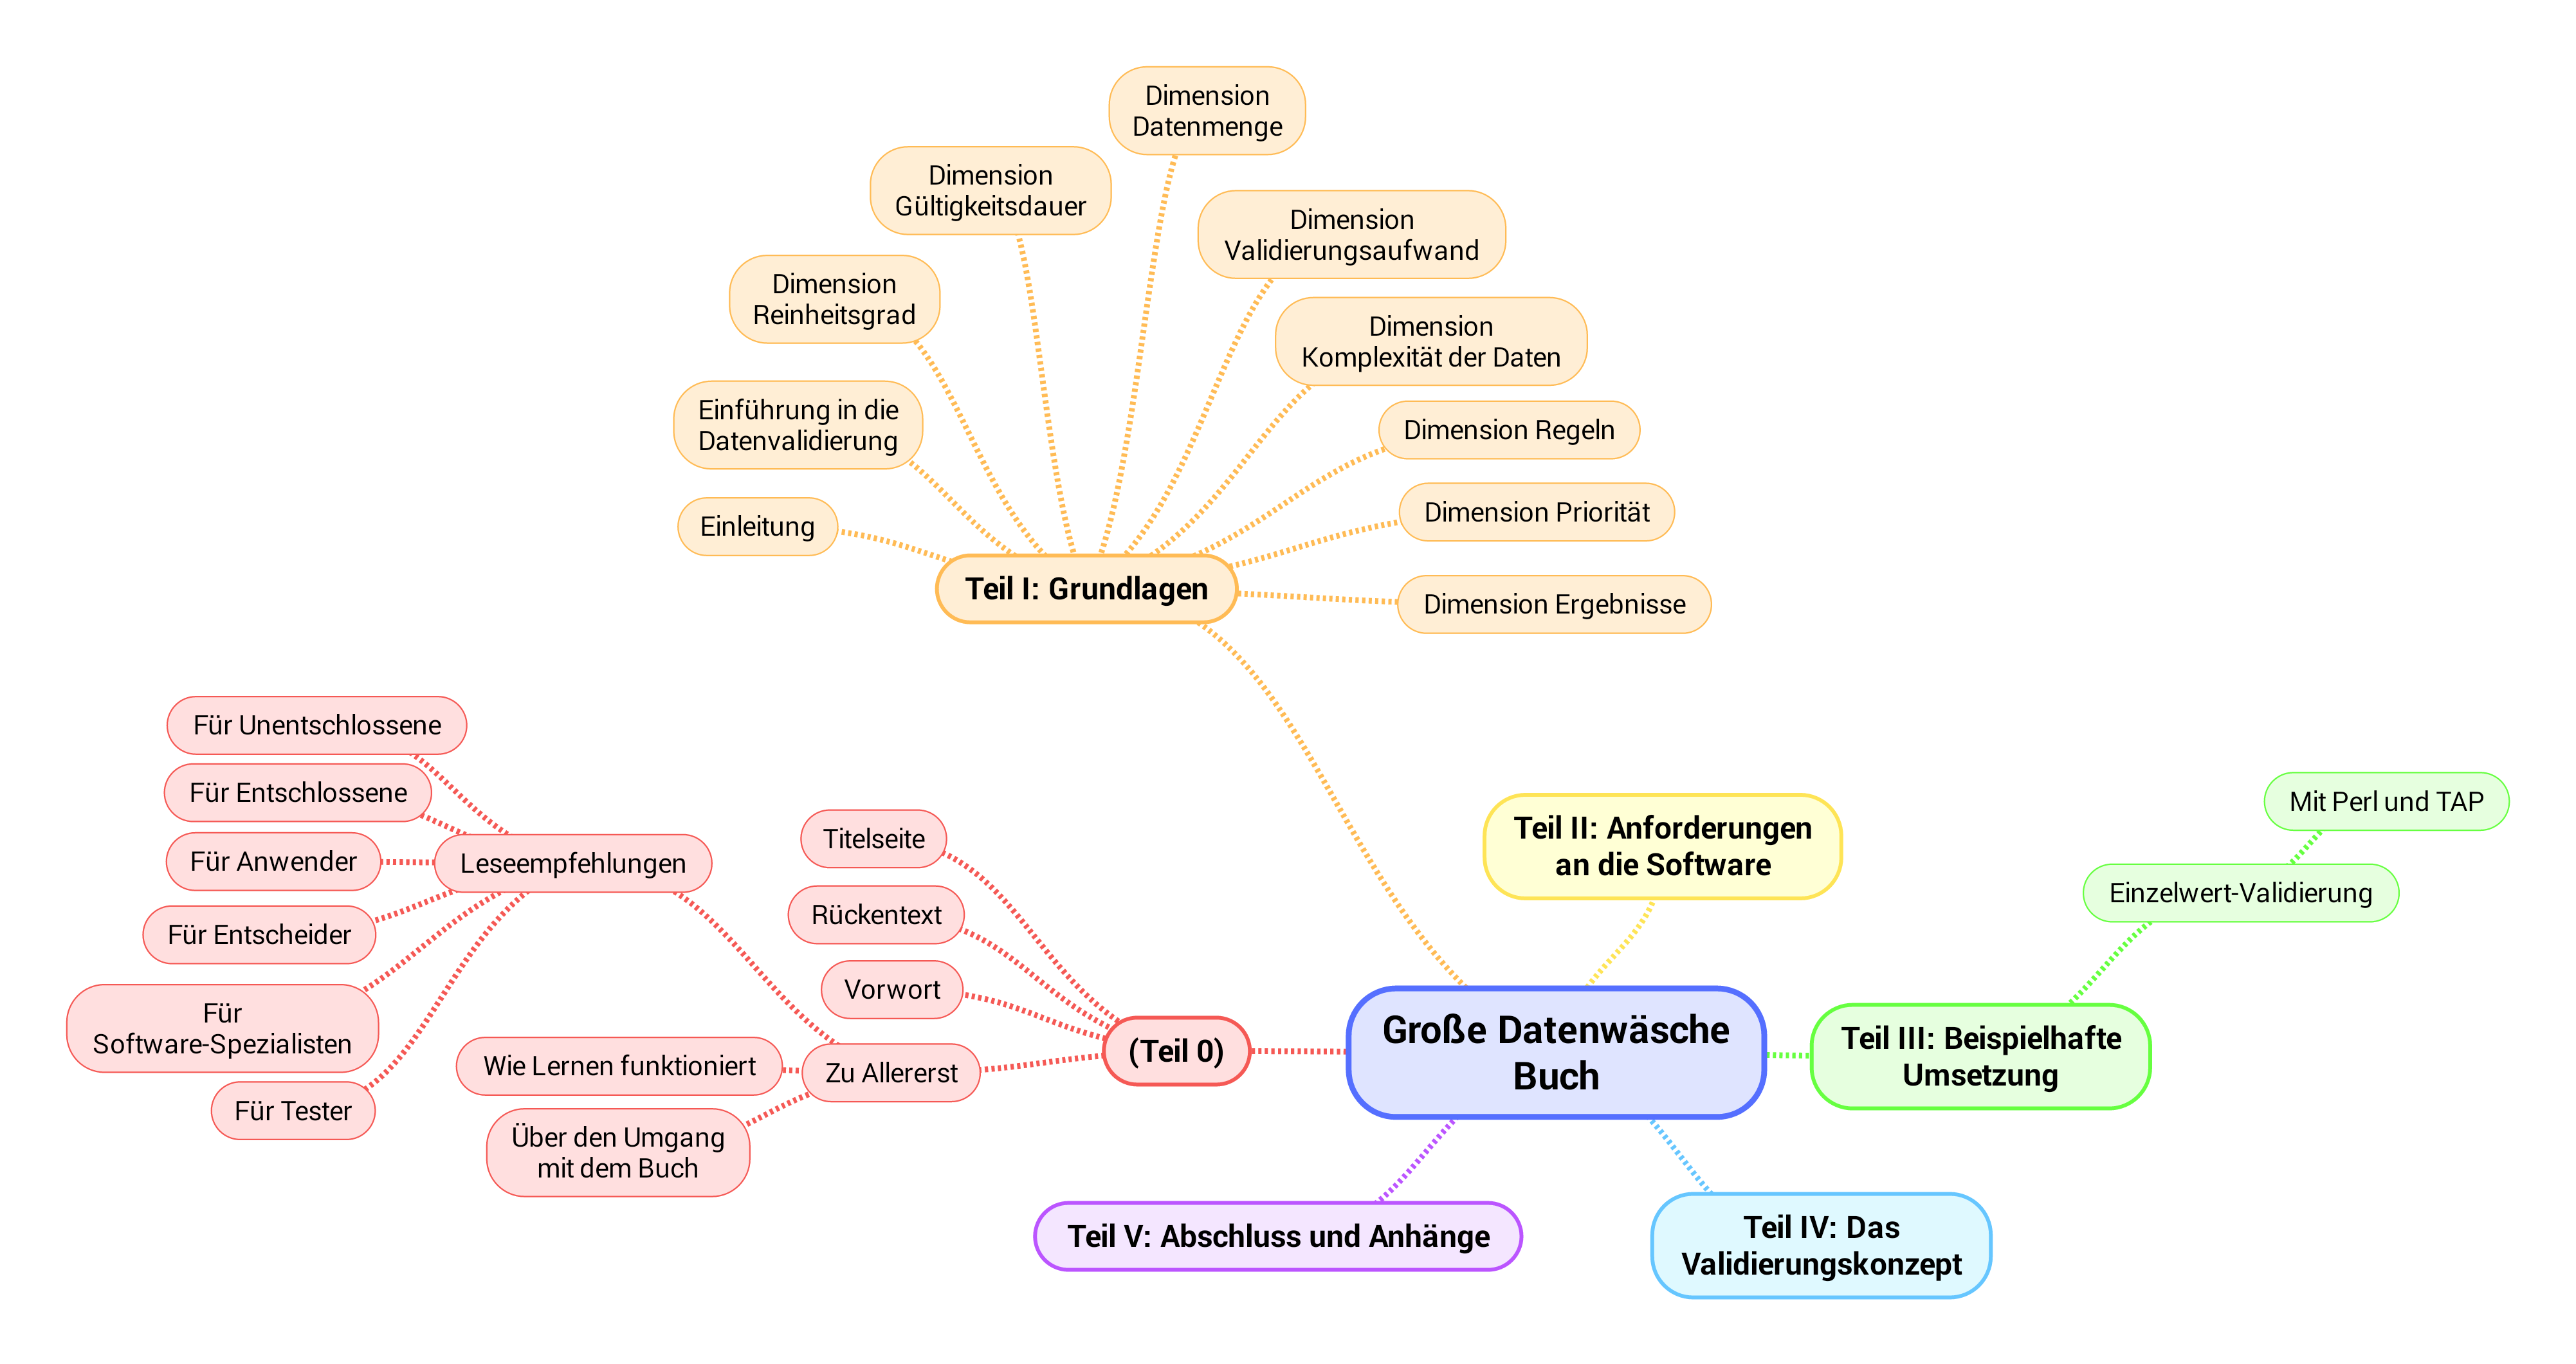 Dimension
Datenmenge
Dimension
Gültigkeitsdauer
Dimension
Validierungsaufwand
Dimension
Reinheitsgrad
Dimension
Komplexität der Daten
Einführung in die
Datenvalidierung
Dimension Regeln
Einleitung
Dimension Priorität
Teil I: Grundlagen
Dimension Ergebnisse
Für Unentschlossene
Für Entschlossene
Für Anwender
Leseempfehlungen
Für Entscheider
Für
Software-Spezialisten
Für Tester
Titelseite
Rückentext
Vorwort
Wie Lernen funktioniert
Zu Allererst
Über den Umgang
mit dem Buch
(Teil 0)
Teil II: Anforderungen
an die Software
Mit Perl und TAP
Einzelwert-Validierung
Große Datenwäsche
Buch
Teil III: Beispielhafte
Umsetzung
Teil V: Abschluss und Anhänge
Teil IV: Das
Validierungskonzept